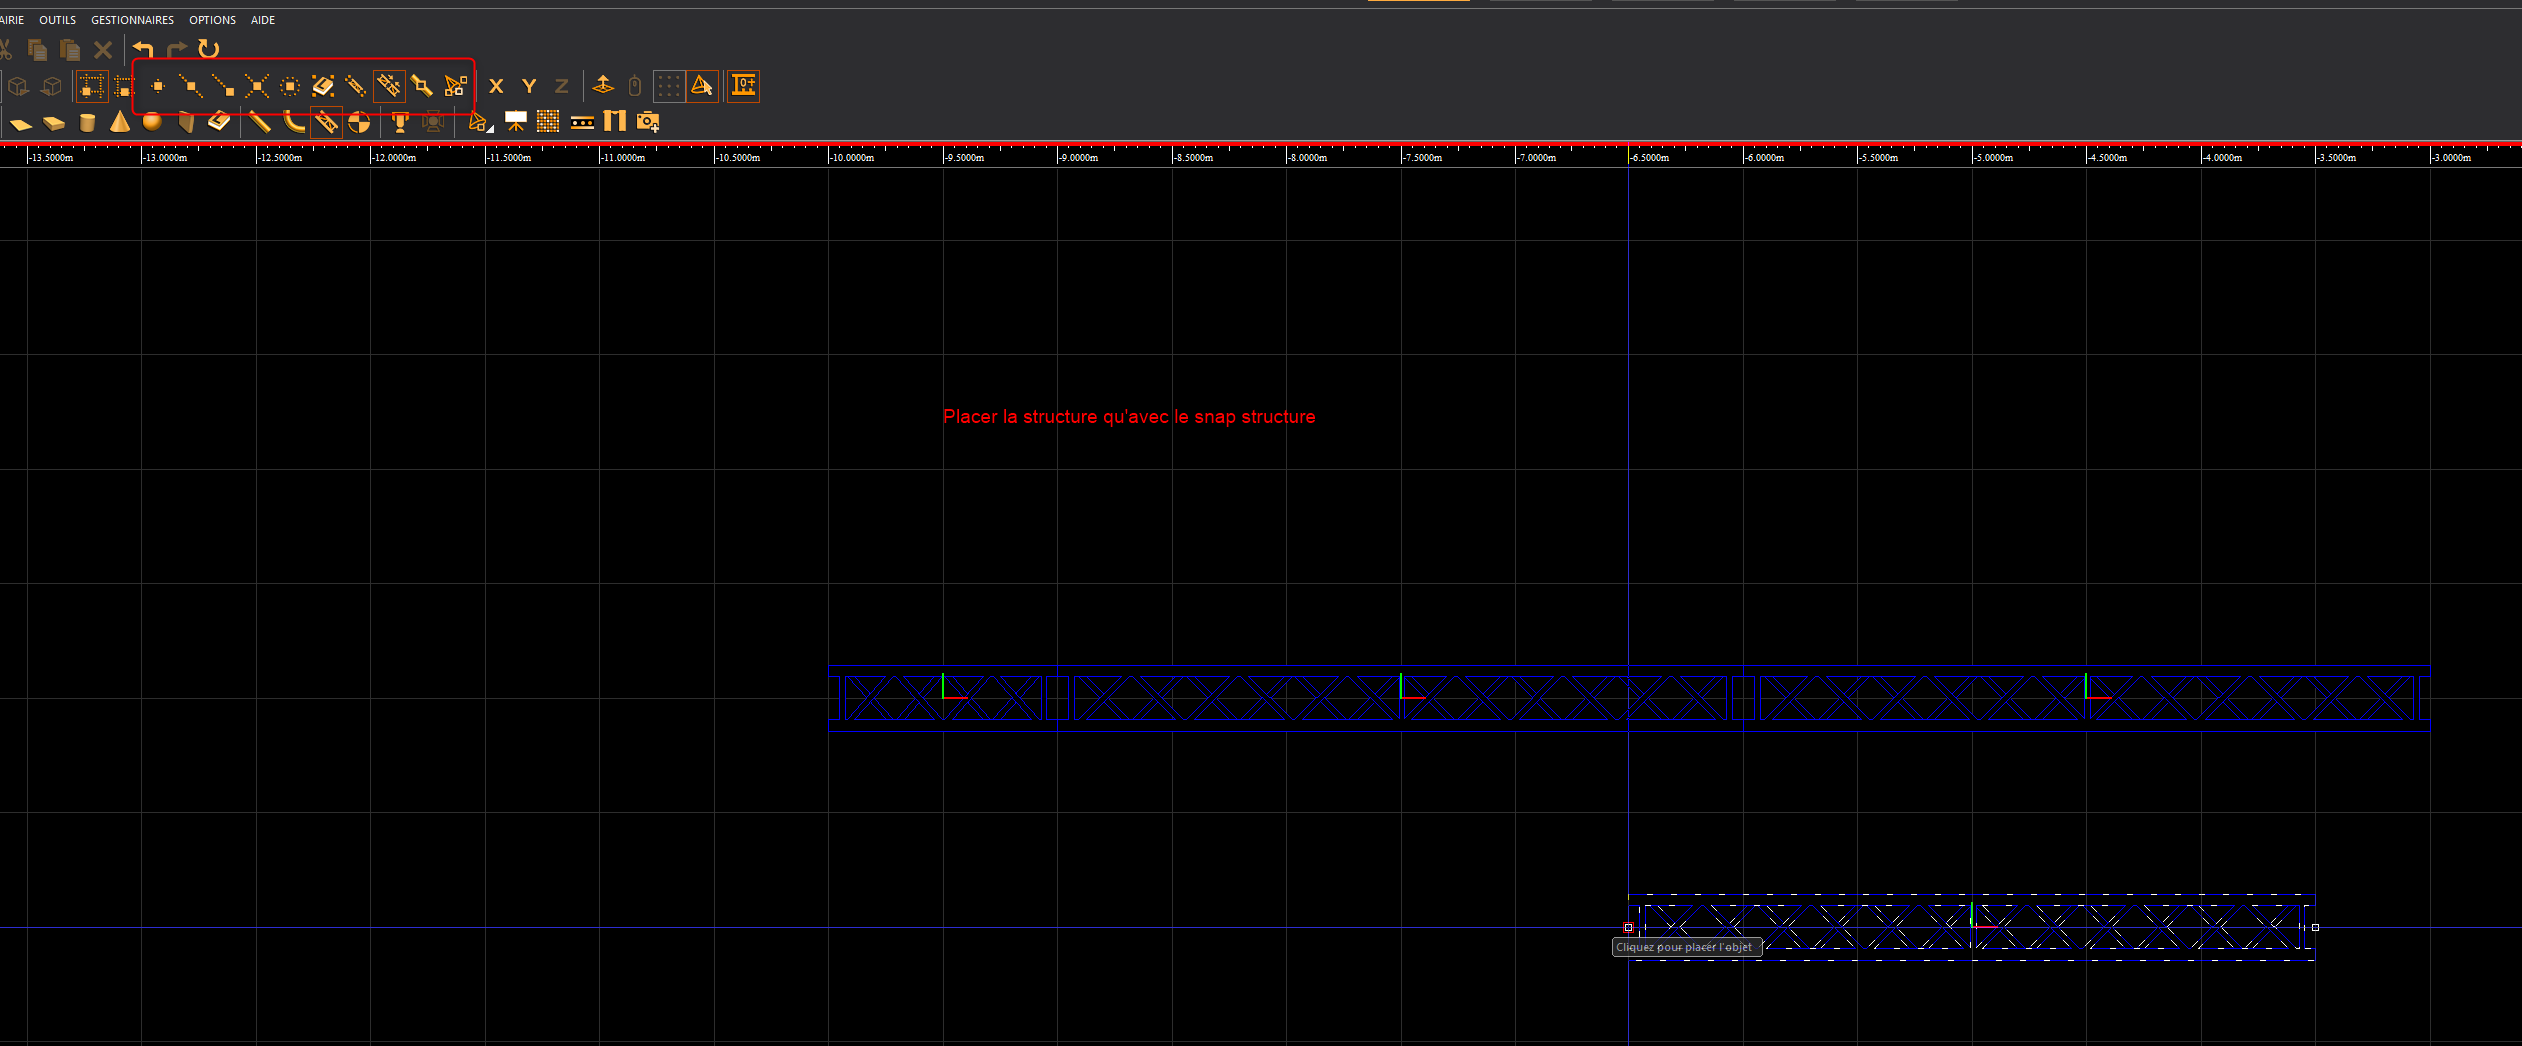 AIRIE OUTILS GESTIONNAIRES OPTIONS AIDE
X Y Z
-13.5000m -13.0000m -12.5000m -12.0000m -11.5000m -11.0000m -10.5000m -10.0000m -9.5000m -9.0000m -8.5000m -8.0000m -7.5000m -7.0000m -6.5000m -6.0000m -5.5000m -5.0000m -4.5000m -4.0000m -3.5000m -3.0000m
Placer la structure qu'avec le snap structure
Cliquez pour placer l'objet